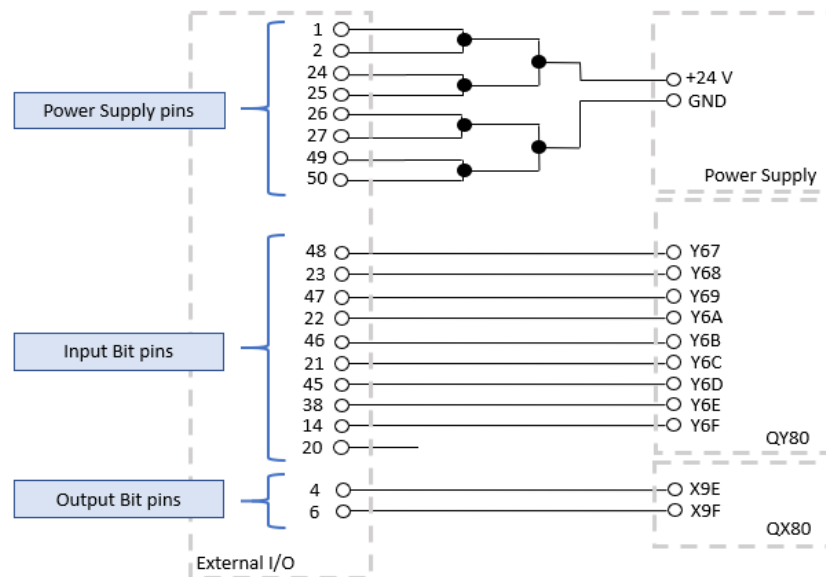 1
2
24
25
26
27
49
50
Power Supply pins
+24 V
GND
Power Supply
48
23
47
22
46
21
45
38
14
20
Input Bit pins
Y67
Y68
Y69
Y6A
Y6B
Y6C
Y6D
Y6E
Y6F
QY80
4
6
Output Bit pins
X9E
X9F
QX80
External I/O